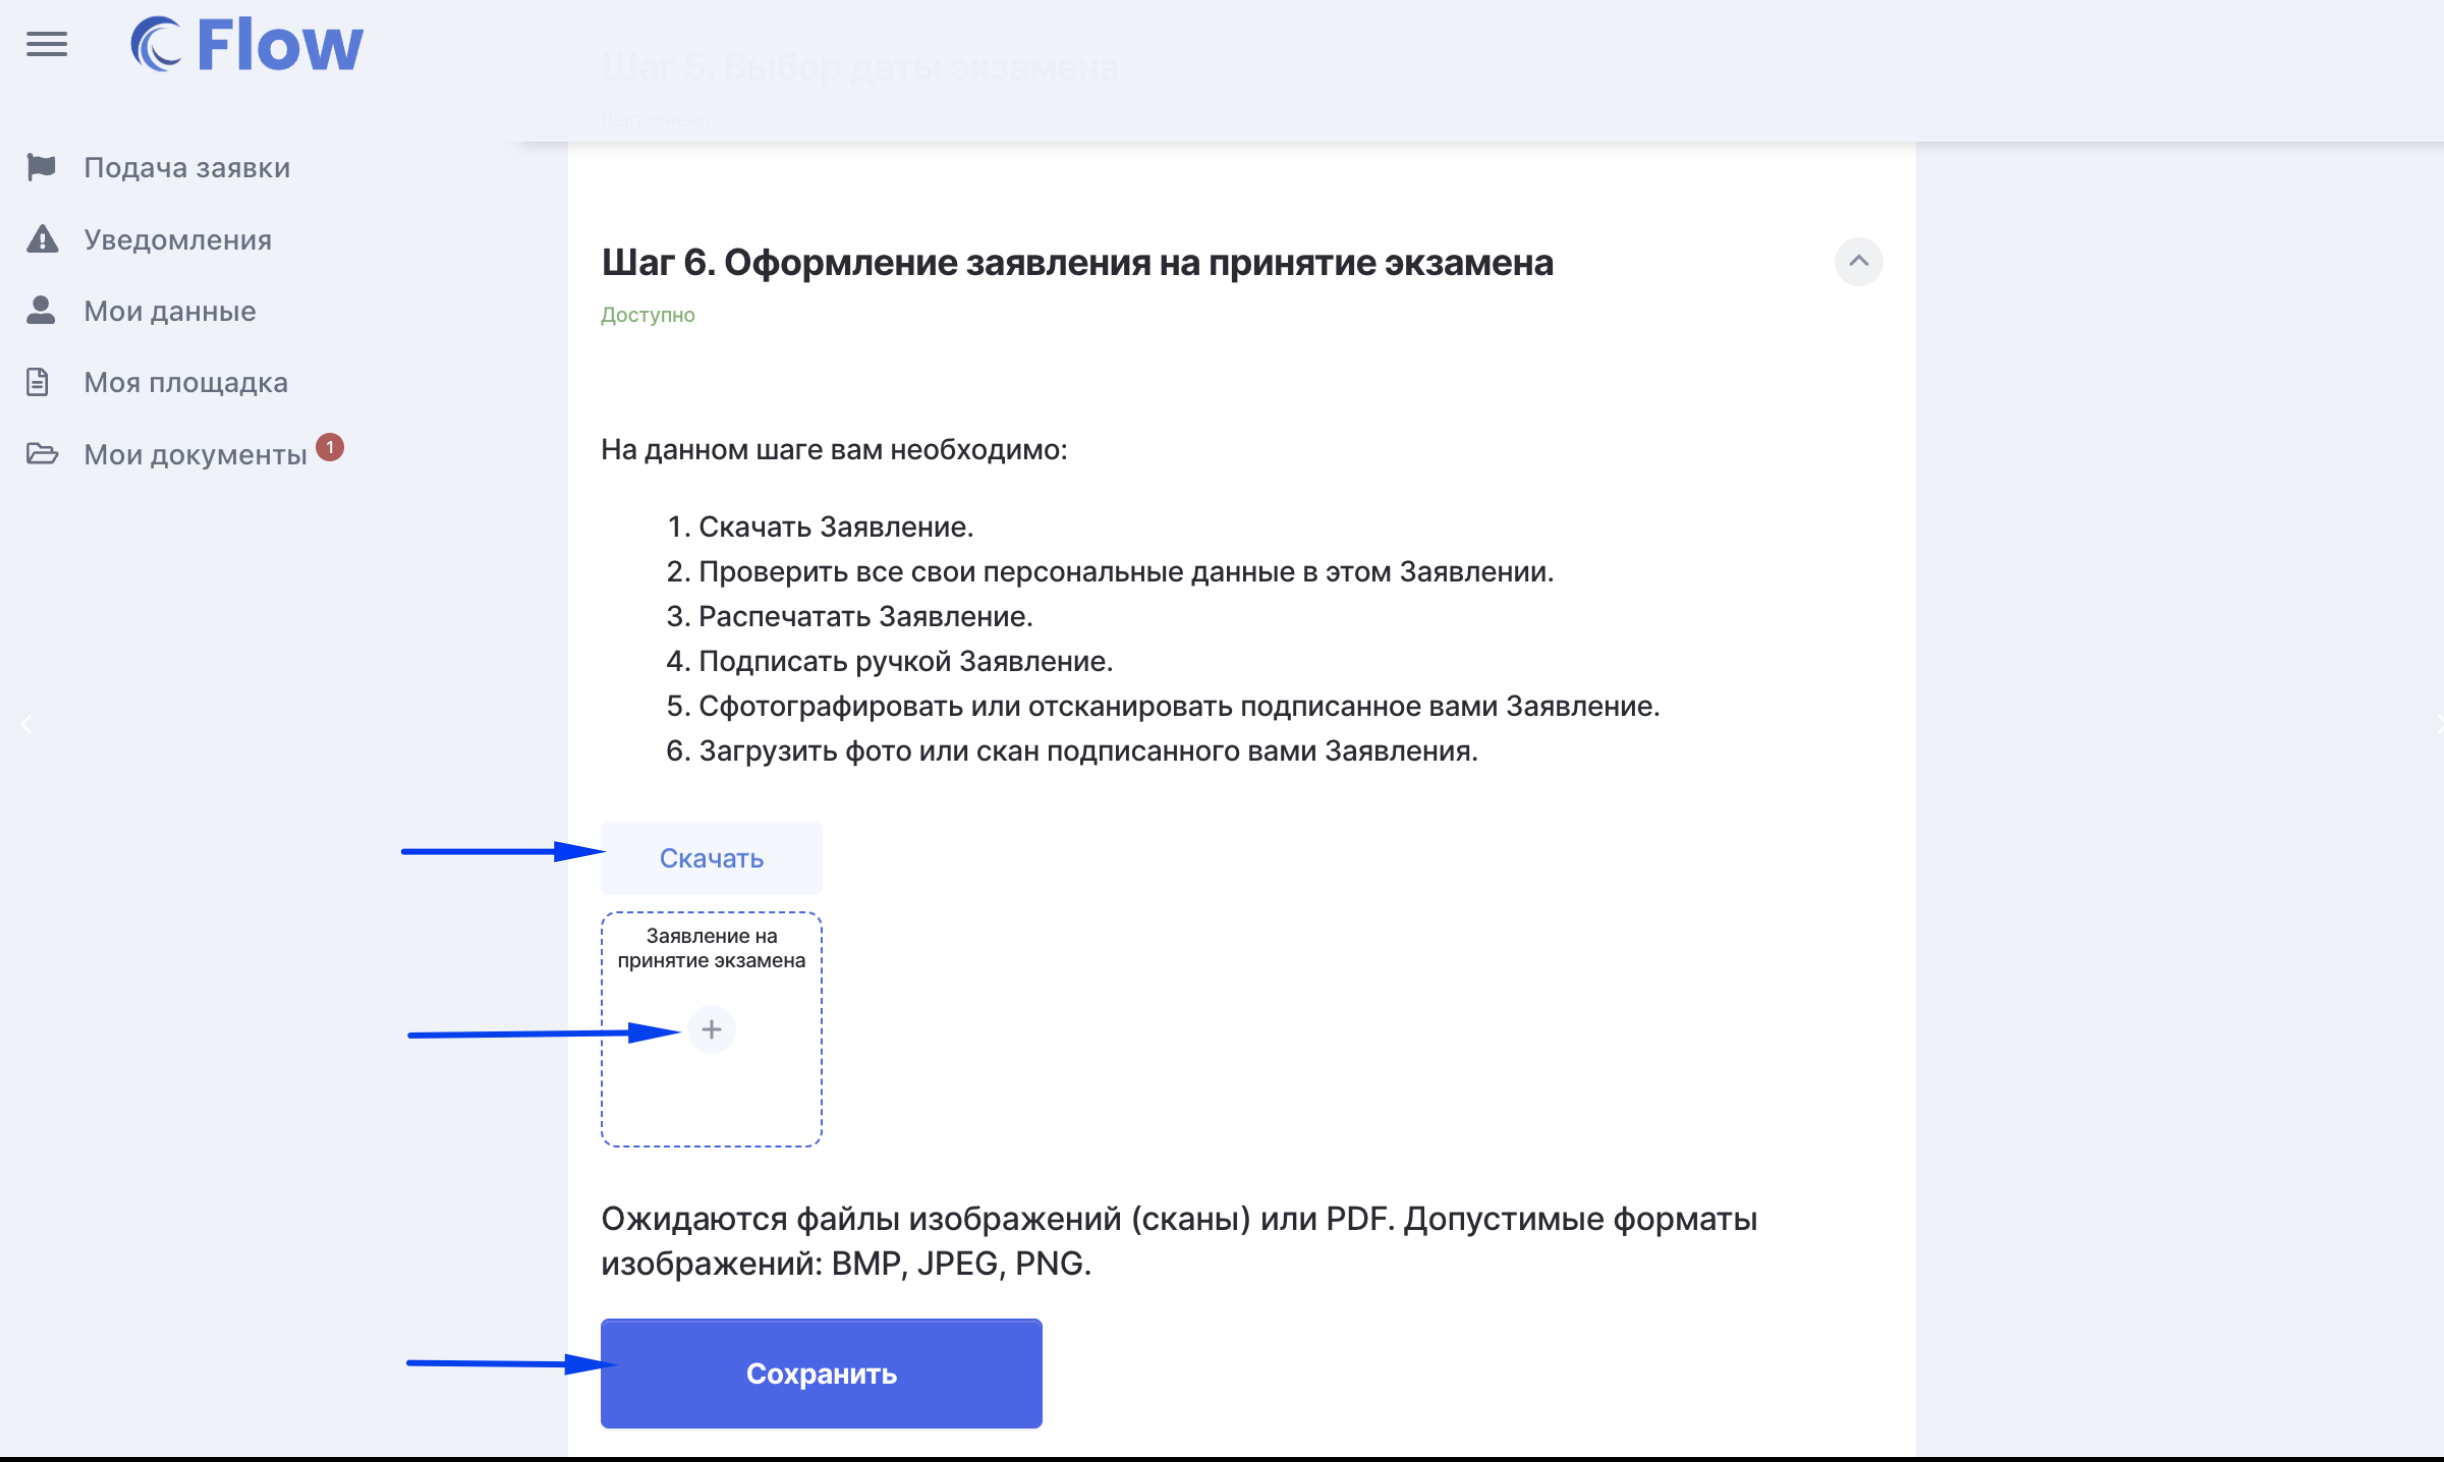 Flow
Шаг 5. Выбор даты экзамена
Выполнено
Подача заявки
Уведомления
Мои данные
Моя площадка
Мои документы 1
Шаг 6. Оформление заявления на принятие экзамена
Доступно
На данном шаге вам необходимо:
1. Скачать Заявление.
2. Проверить все свои персональные данные в этом Заявлении.
3. Распечатать Заявление.
4. Подписать ручкой Заявление.
5. Сфотографировать или отсканировать подписанное вами Заявление.
6. Загрузить фото или скан подписанного вами Заявления.
Скачать
Заявление на
принятие экзамена
Ожидаются файлы изображений (сканы) или PDF. Допустимые форматы
изображений: BMP, JPEG, PNG.
Сохранить